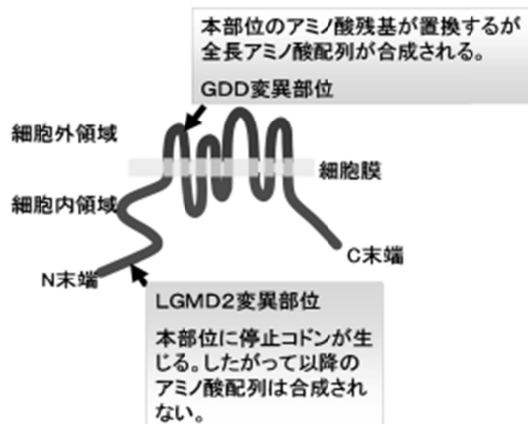 本部位のアミノ酸残基が置換するが
全長アミノ酸配列が合成される。
GDD変異部位
細胞外領域
細胞膜
細胞内領域
C末端
N末端
LGMD2変異部位
本部位に停止コドンが生
じる。したがって以降の
アミノ酸配列は合成され
ない。